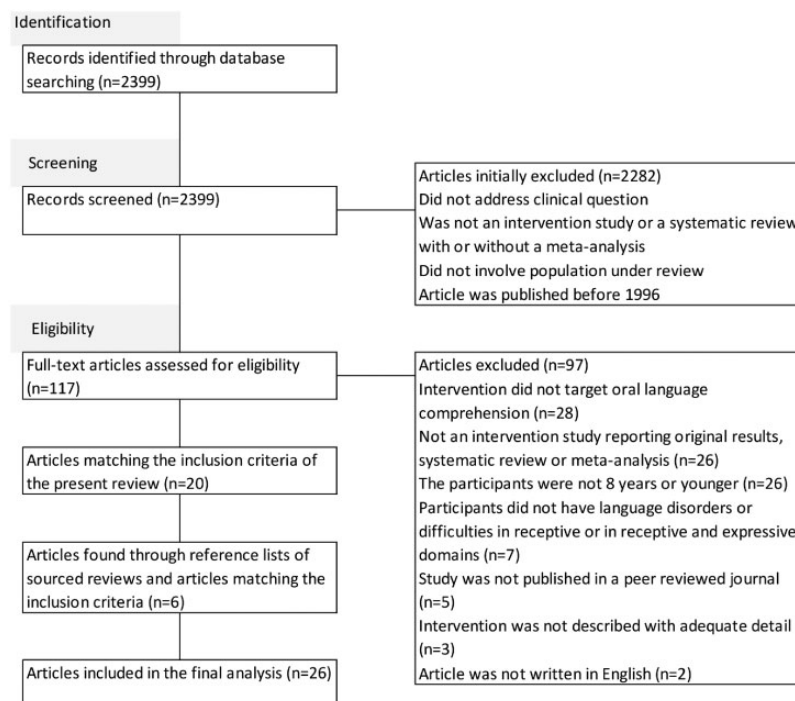 Identification
Records identified through database
searching (n=2399)
Screening
Records screened (n=2399)
Articles initially excluded (n=2282)
Did not address clinical question
Was not an intervention study or a systematic review
with or without a meta-analysis
Did not involve population under review
Article was published before 1996
Eligibility
Full-text articles assessed for eligibility
(n=117)
Articles excluded (n=97)
Intervention did not target oral language
comprehension (n=28)
Not an intervention study reporting original results,
systematic review or meta-analysis (n=26)
The participants were not 8 years or younger (n=26)
Participants did not have language disorders or
difficulties in receptive or in receptive and expressive
domains (n=7)
Study was not published in a peer reviewed journal
(n=5)
Intervention was not described with adequate detail
(n=3)
Article was not written in English (n=2)
Articles matching the inclusion criteria of
the present review (n=20)
Articles found through reference lists of
sourced reviews and articles matching the
inclusion criteria (n=6)
Articles included in the final analysis (n=26)